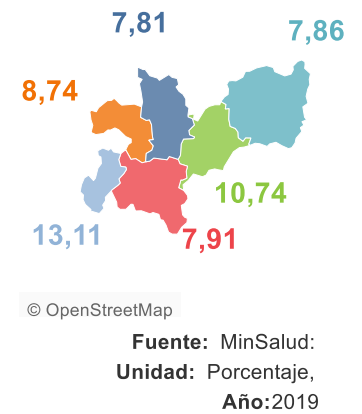 7,81
7,86
8,74
10,74
13,11
7,91
© OpenStreetMap
Fuente: MinSalud:
Unidad: Porcentaje,
Año:2019